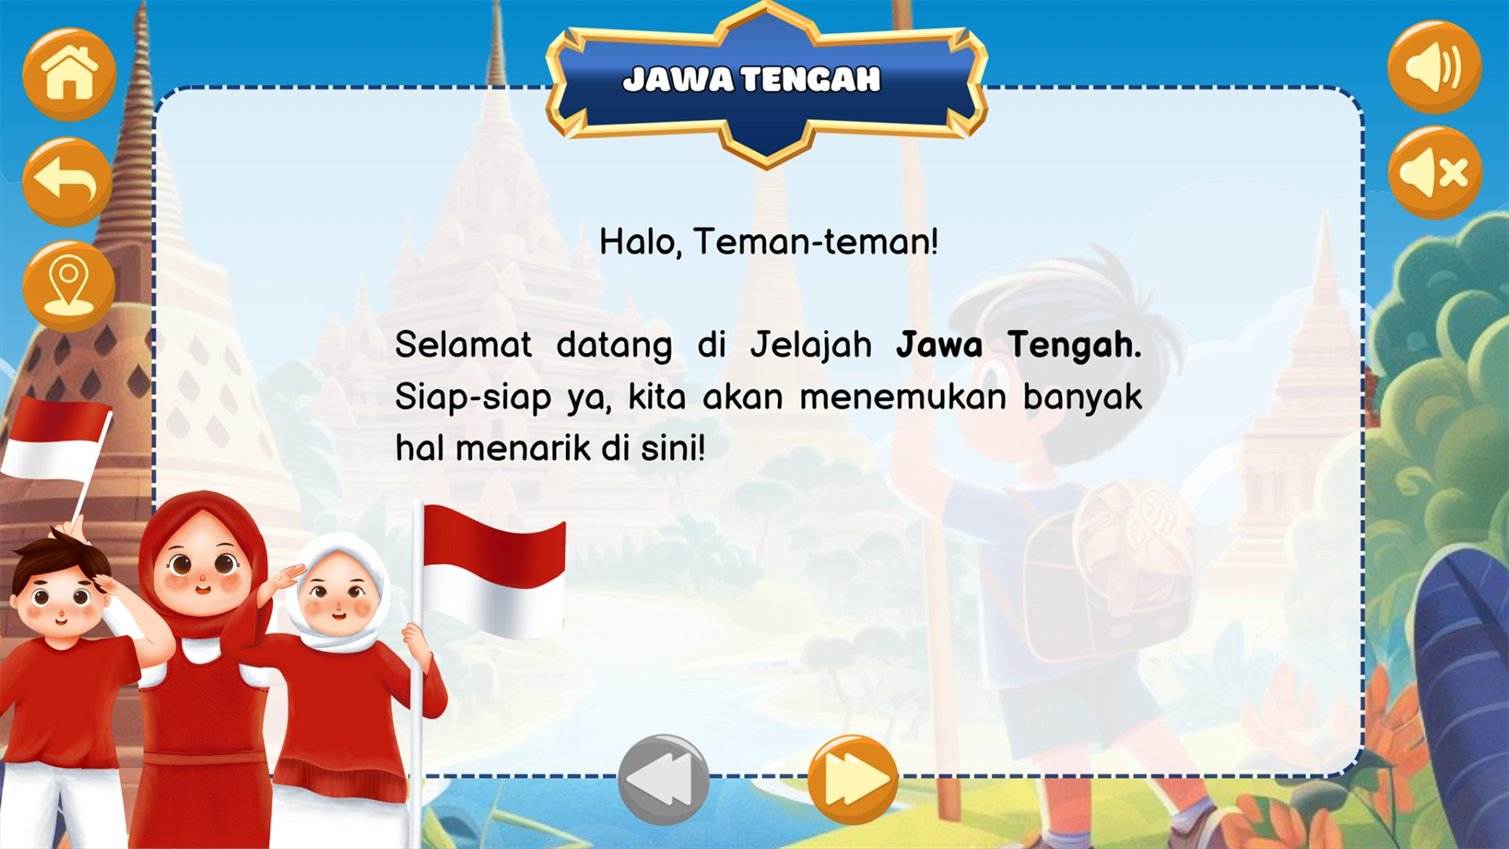 JAWA TENGAH
Halo, Teman-teman!
Selamat datang di Jelajah Jawa Tengah.
Siap-siap ya, kita akan menemukan banyak
hal menarik di sini!